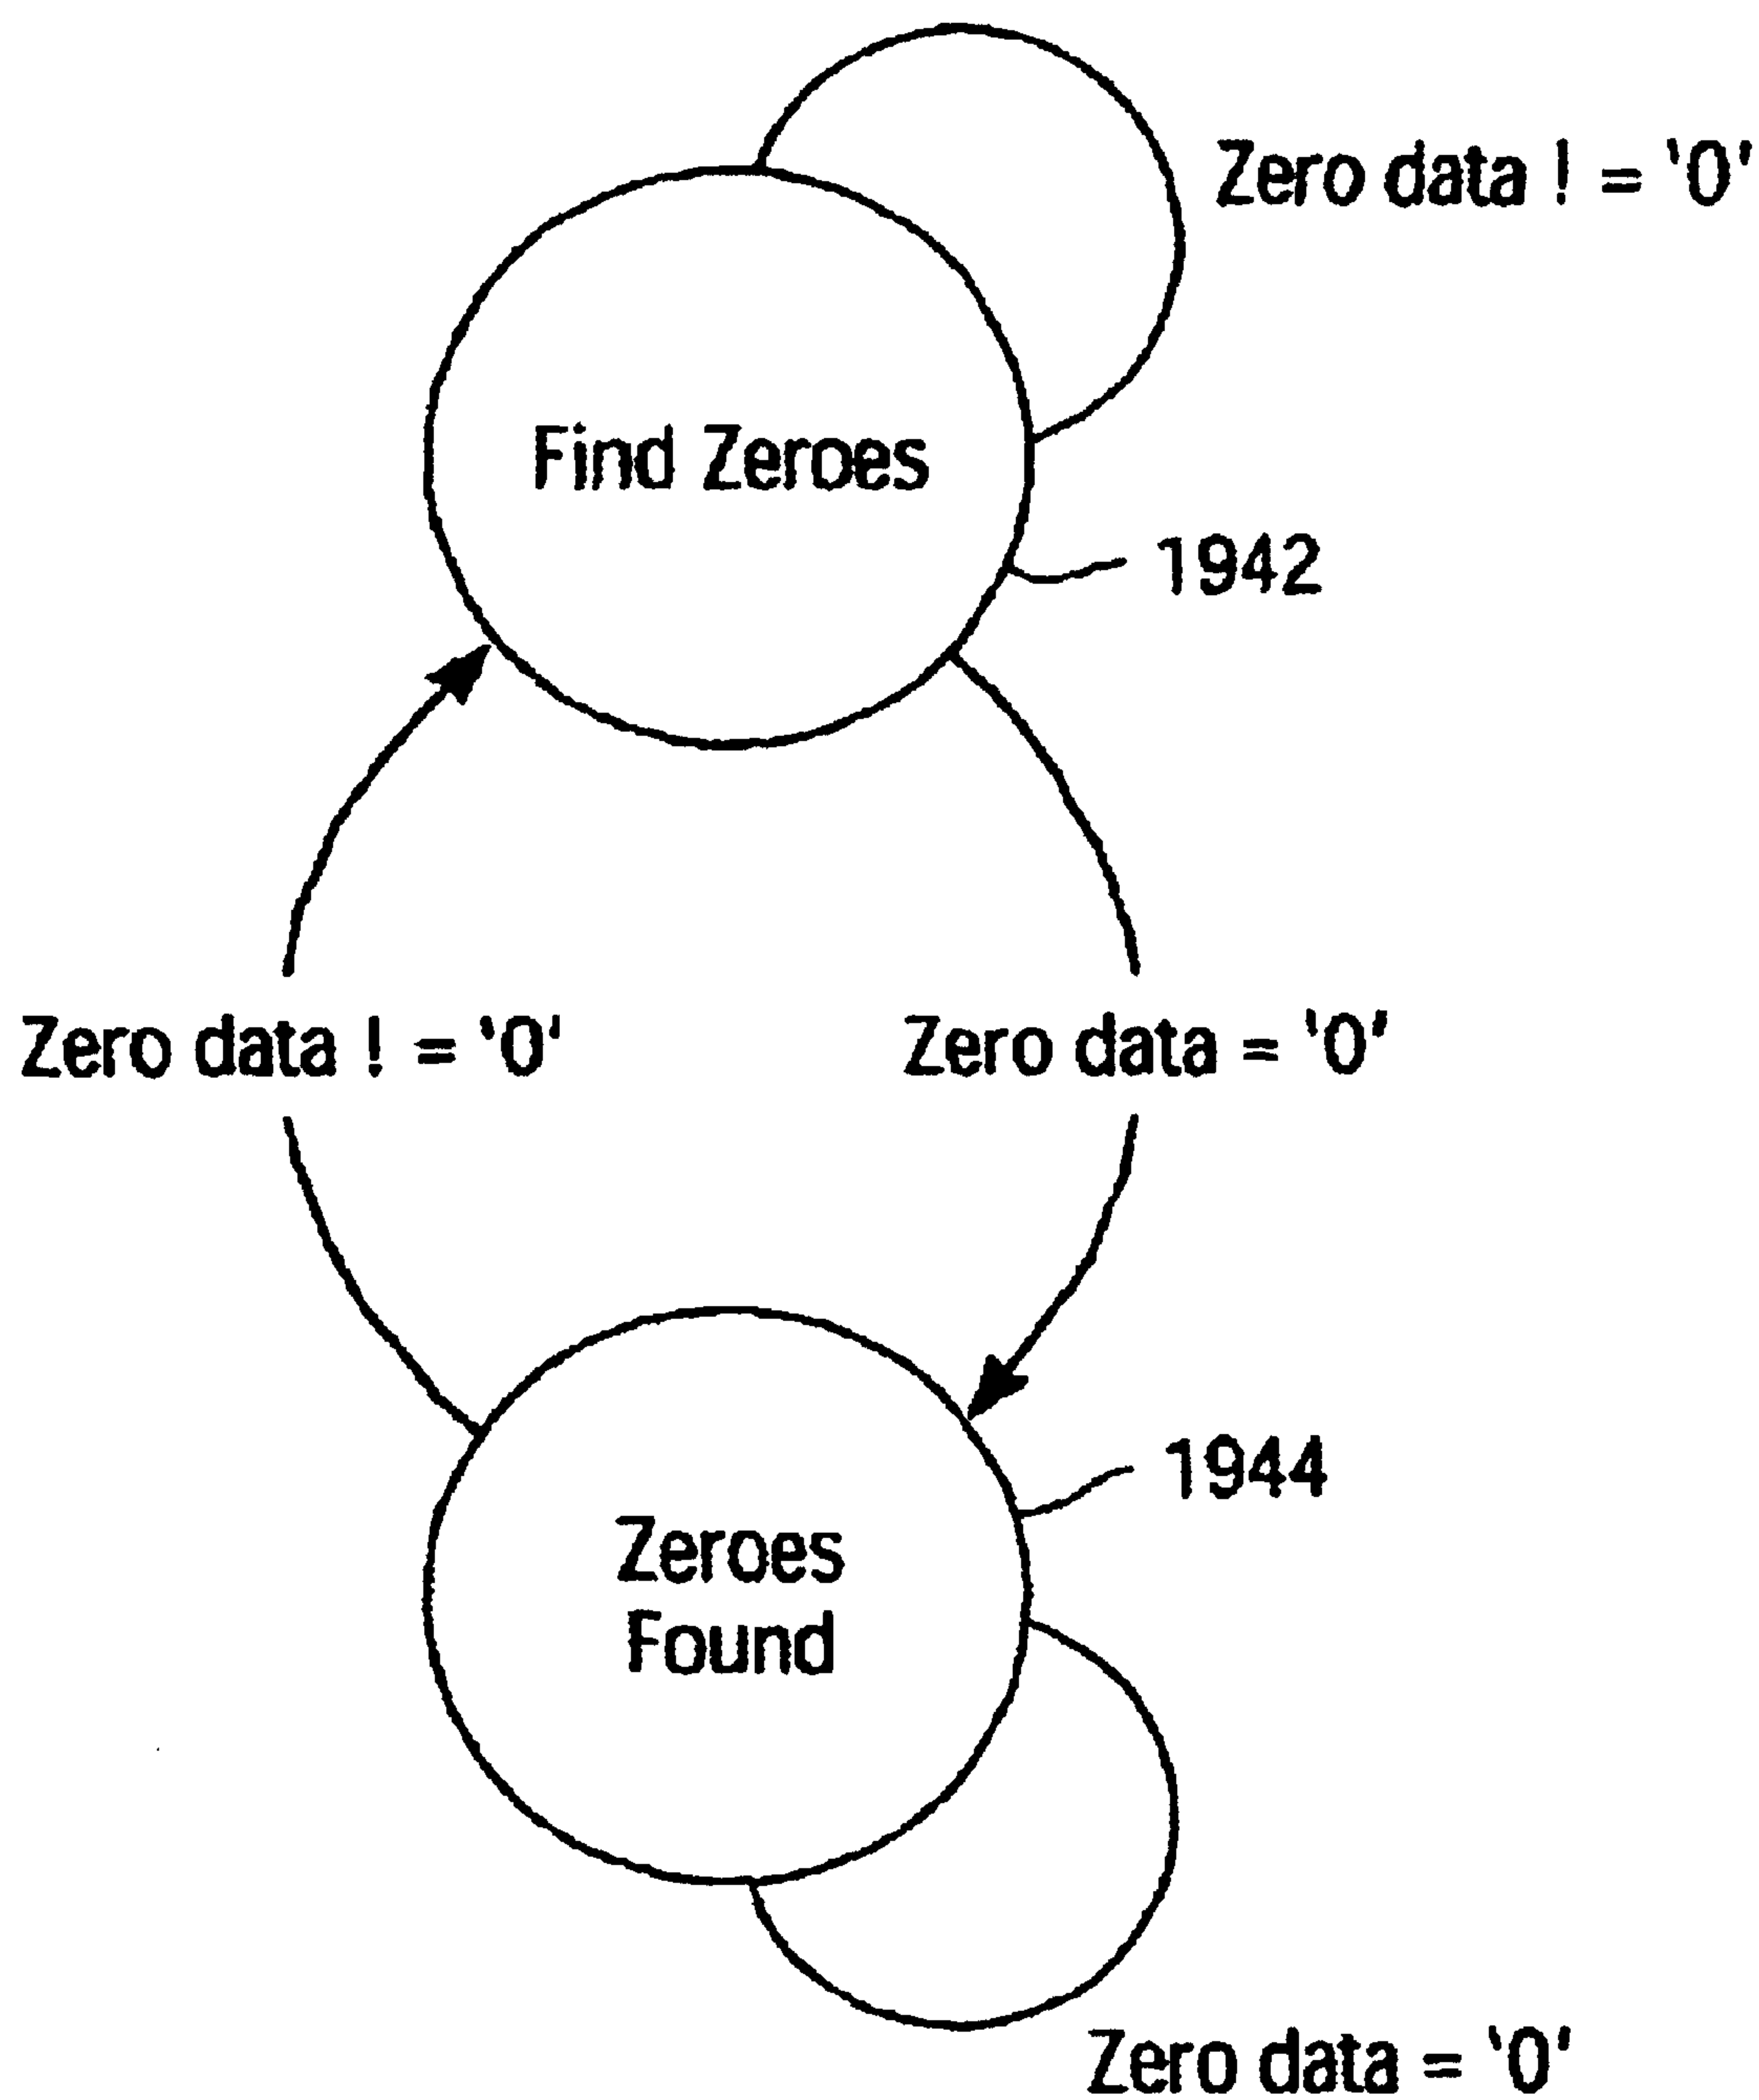 Zero data ! = '0'
Find Zeroes
1942
Zero data ! = '0'
Zero data = '0'
1944
Zeroes
Found
Zero data = '0'